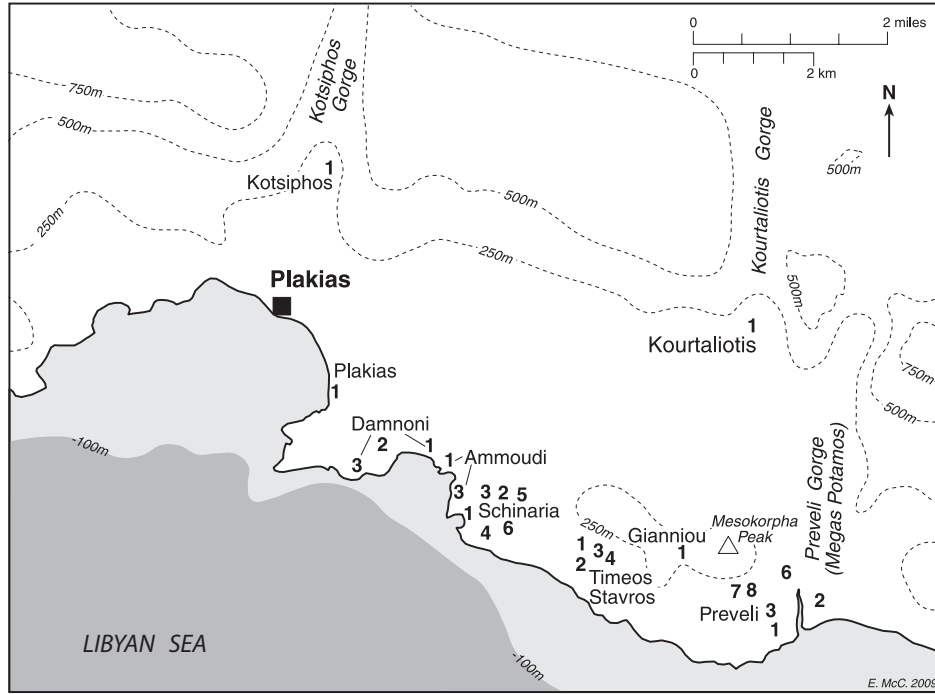 0
2 miles
0
2 km
N
Kotsiphos
Gorge
750m
500m
1
Kotsiphos
250m
500m
250m
Kourtaliotis Gorge
500m
500m
Plakias
1
Kourtaliotis
750m
500m
Plakias
1
Damnoni
2
1
3
1
Ammoudi
-100m
3
3 2 5
1
Schinaria
4
6
250m
1
3
4
2
Timeos
Stavros
Gianniou
1
Mesokorpha
Peak
Preveli Gorge
(Megas Potamos)
6
7 8
2
Preveli
3
1
LIBYAN SEA
-100m
E. McC. 2009